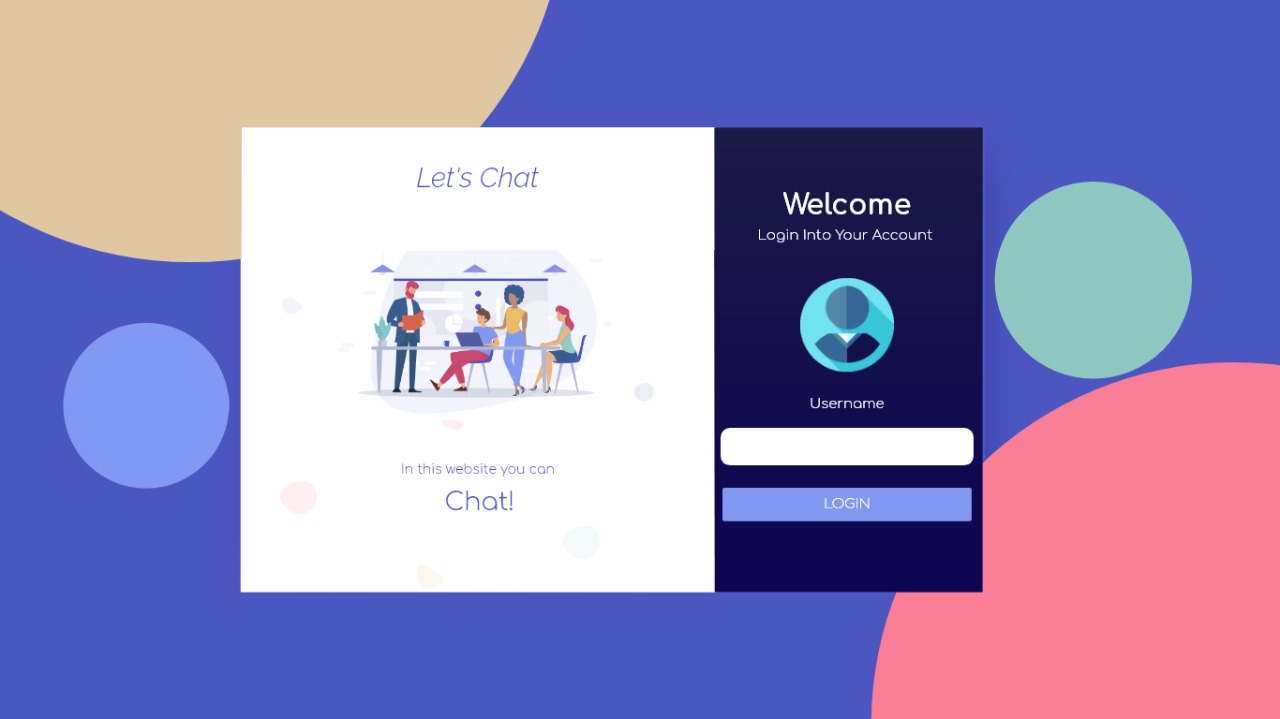 Let's Chat
In this website you can
Chat!
Welcome
Login Into Your Account
Username
LOGIN